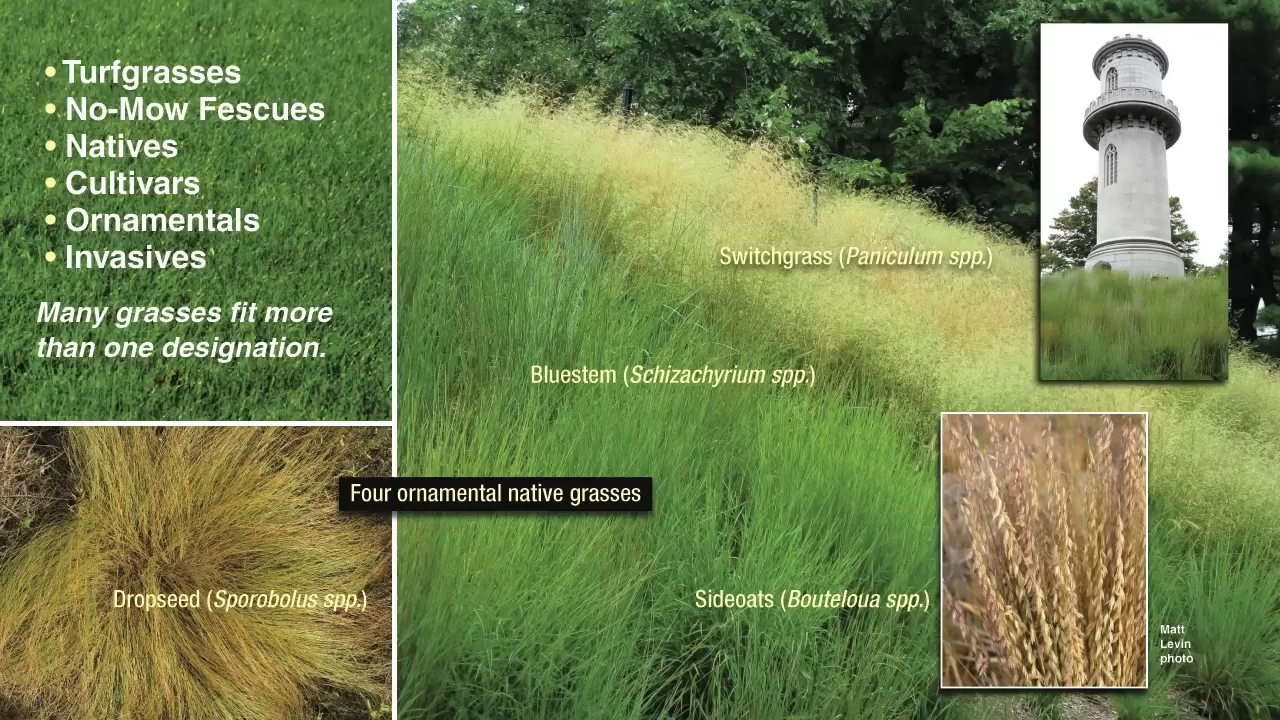 • Turfgrasses
• No-Mow Fescues
• Natives
• Cultivars
• Ornamentals
• Invasives
Many grasses fit more
than one designation.
Switchgrass (Paniculum spp.)
Bluestem (Schizachyrium spp.)
Four ornamental native grasses
Dropseed (Sporobolus spp.)
Sideoats (Bouteloua spp.)
Matt
Levin
photo